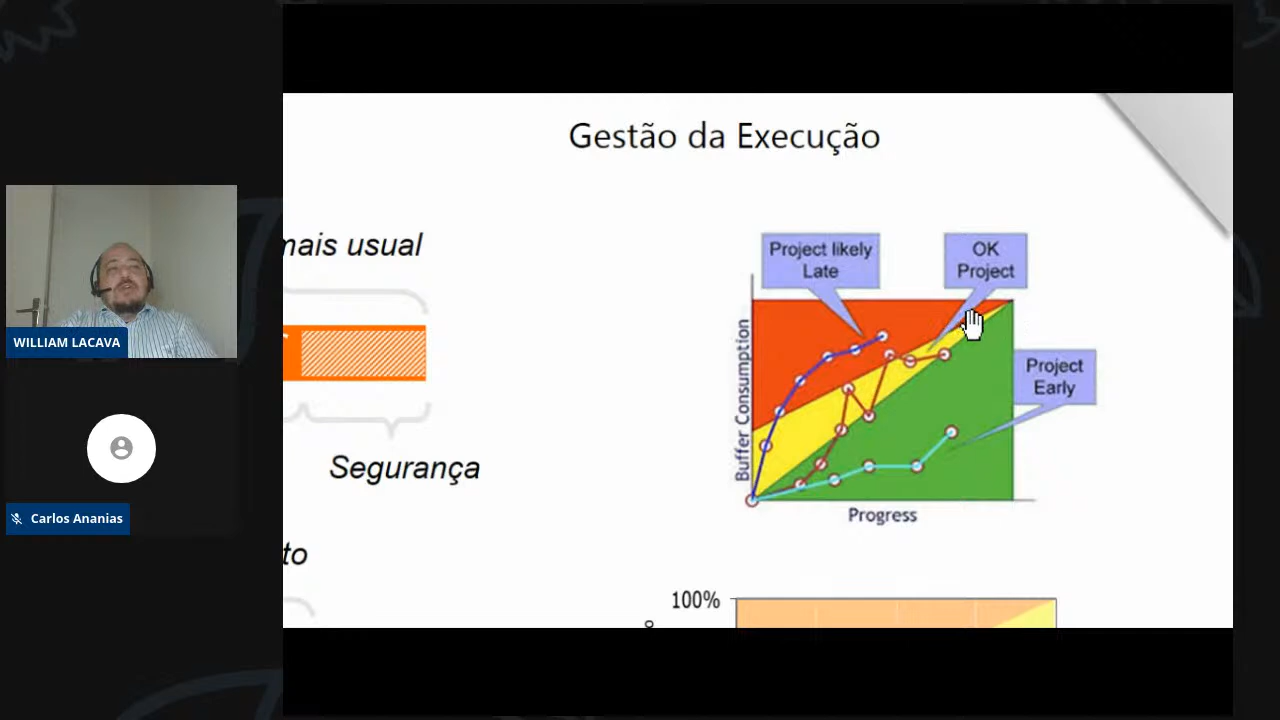 Gestão da Execução
mais usual
Segurança
to
Project likely
Late
OK
Project
Project
Early
Buffer Consumption
Progress
100%
WILLIAM LACAVA
Carlos Ananias